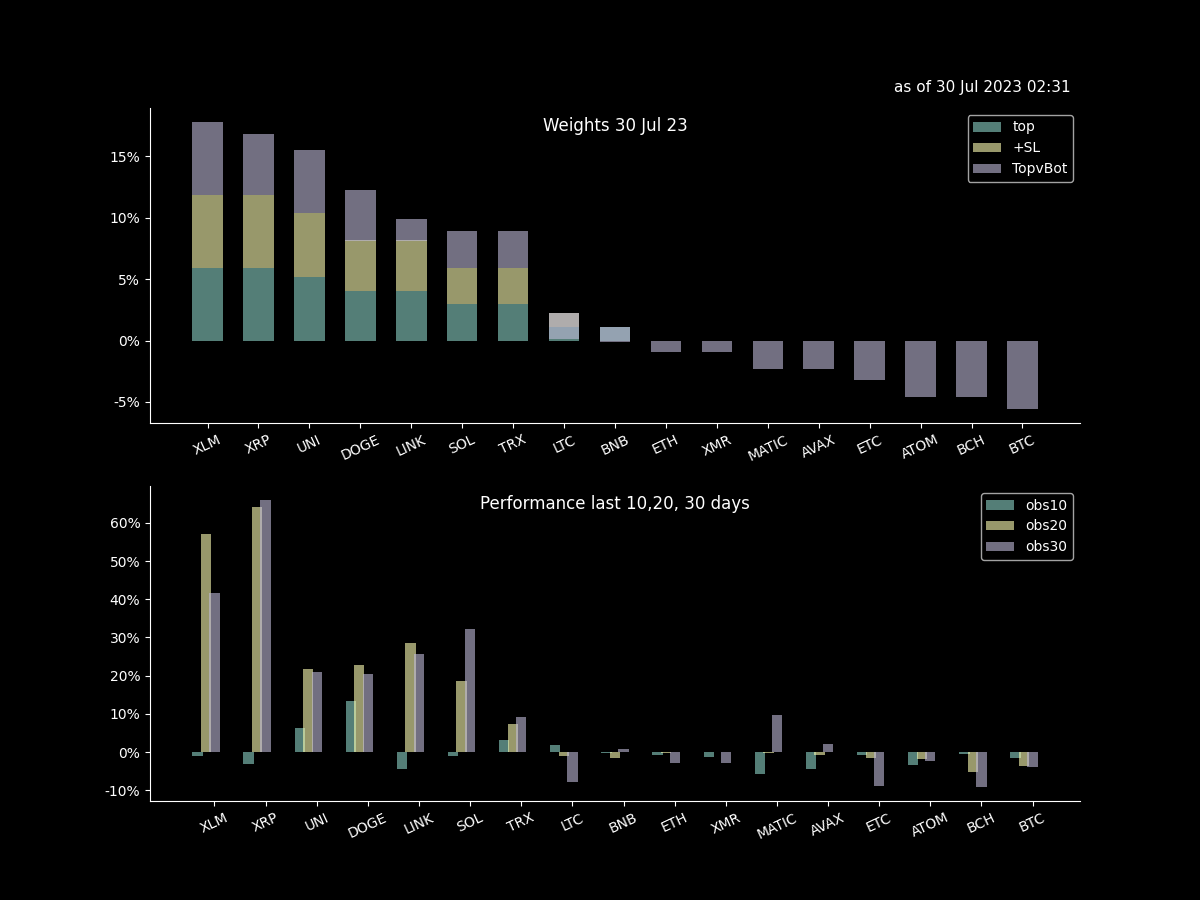 as of 30 Jul 2023 02:31
Weights 30 Jul 23
top
+SL
TopvBot
15%
10%
5%
0%
-5%
XLM XRP UNI DOGE LINK SOL TRX LTC BNB ETH XMR MATIC AVAX ETC ATOM BCH BTC
Performance last 10,20, 30 days
obs10
obs20
obs30
60%
50%
40%
30%
20%
10%
0%
-10%
XLM XRP UNI DOGE LINK SOL TRX LTC BNB ETH XMR MATIC AVAX ETC ATOM BCH BTC